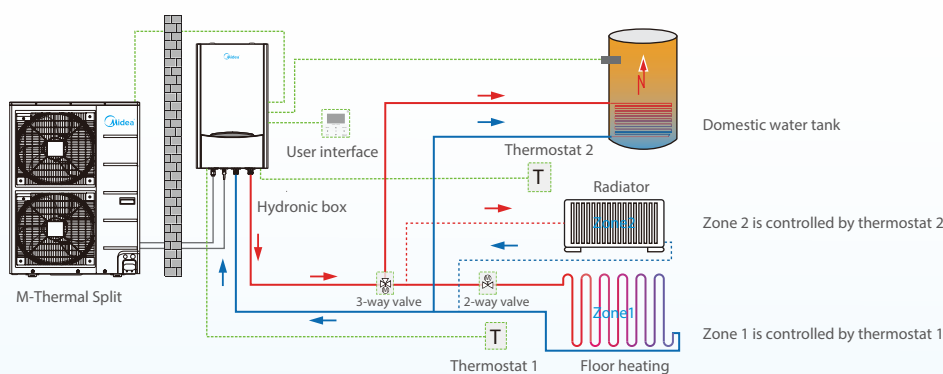 Midea
Midea
User interface
Thermostat 2
T
Domestic water tank
Hydronic box
Radiator
Zone2
Zone 2 is controlled by thermostat 2
M-Thermal Split
M
3-way valve
M
2-way valve
Zone1
Zone 1 is controlled by thermostat 1
T
Thermostat 1
Floor heating